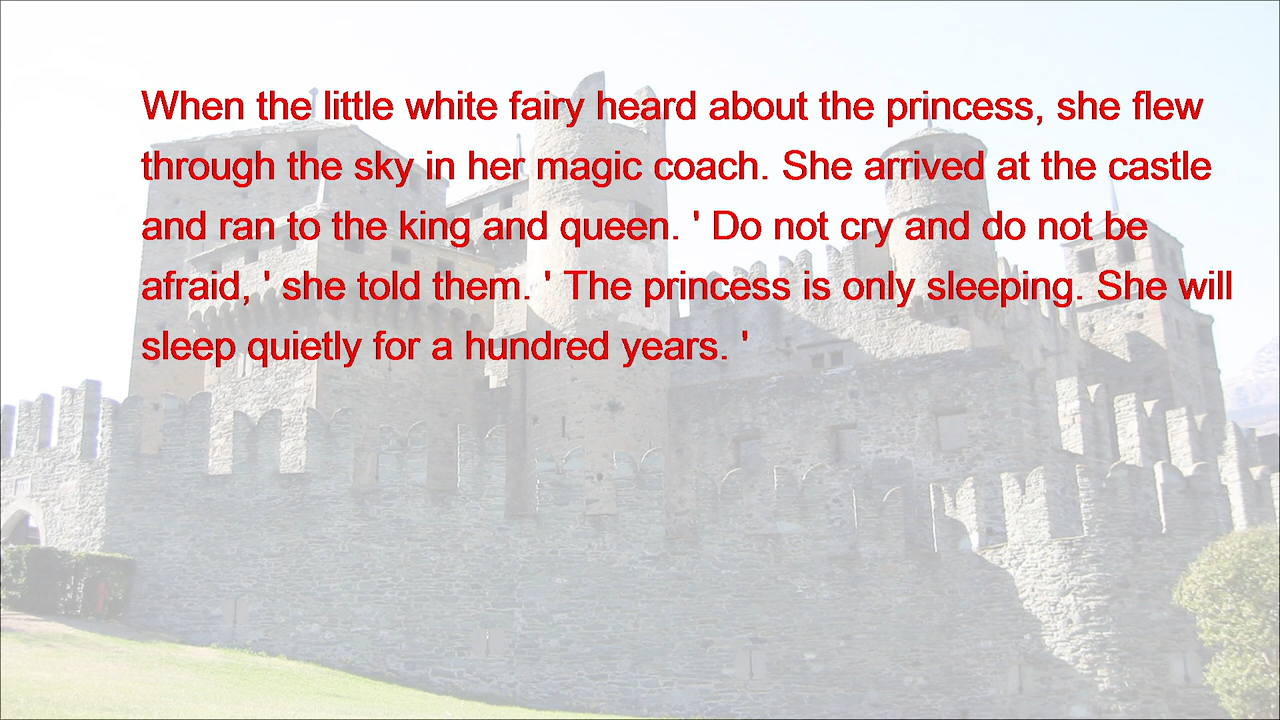 When the little white fairy heard about the princess, she flew
through the sky in her magic coach. She arrived at the castle
and ran to the king and queen. ' Do not cry and do not be
afraid, ' she told them. ' The princess is only sleeping. She will
sleep quietly for a hundred years. '